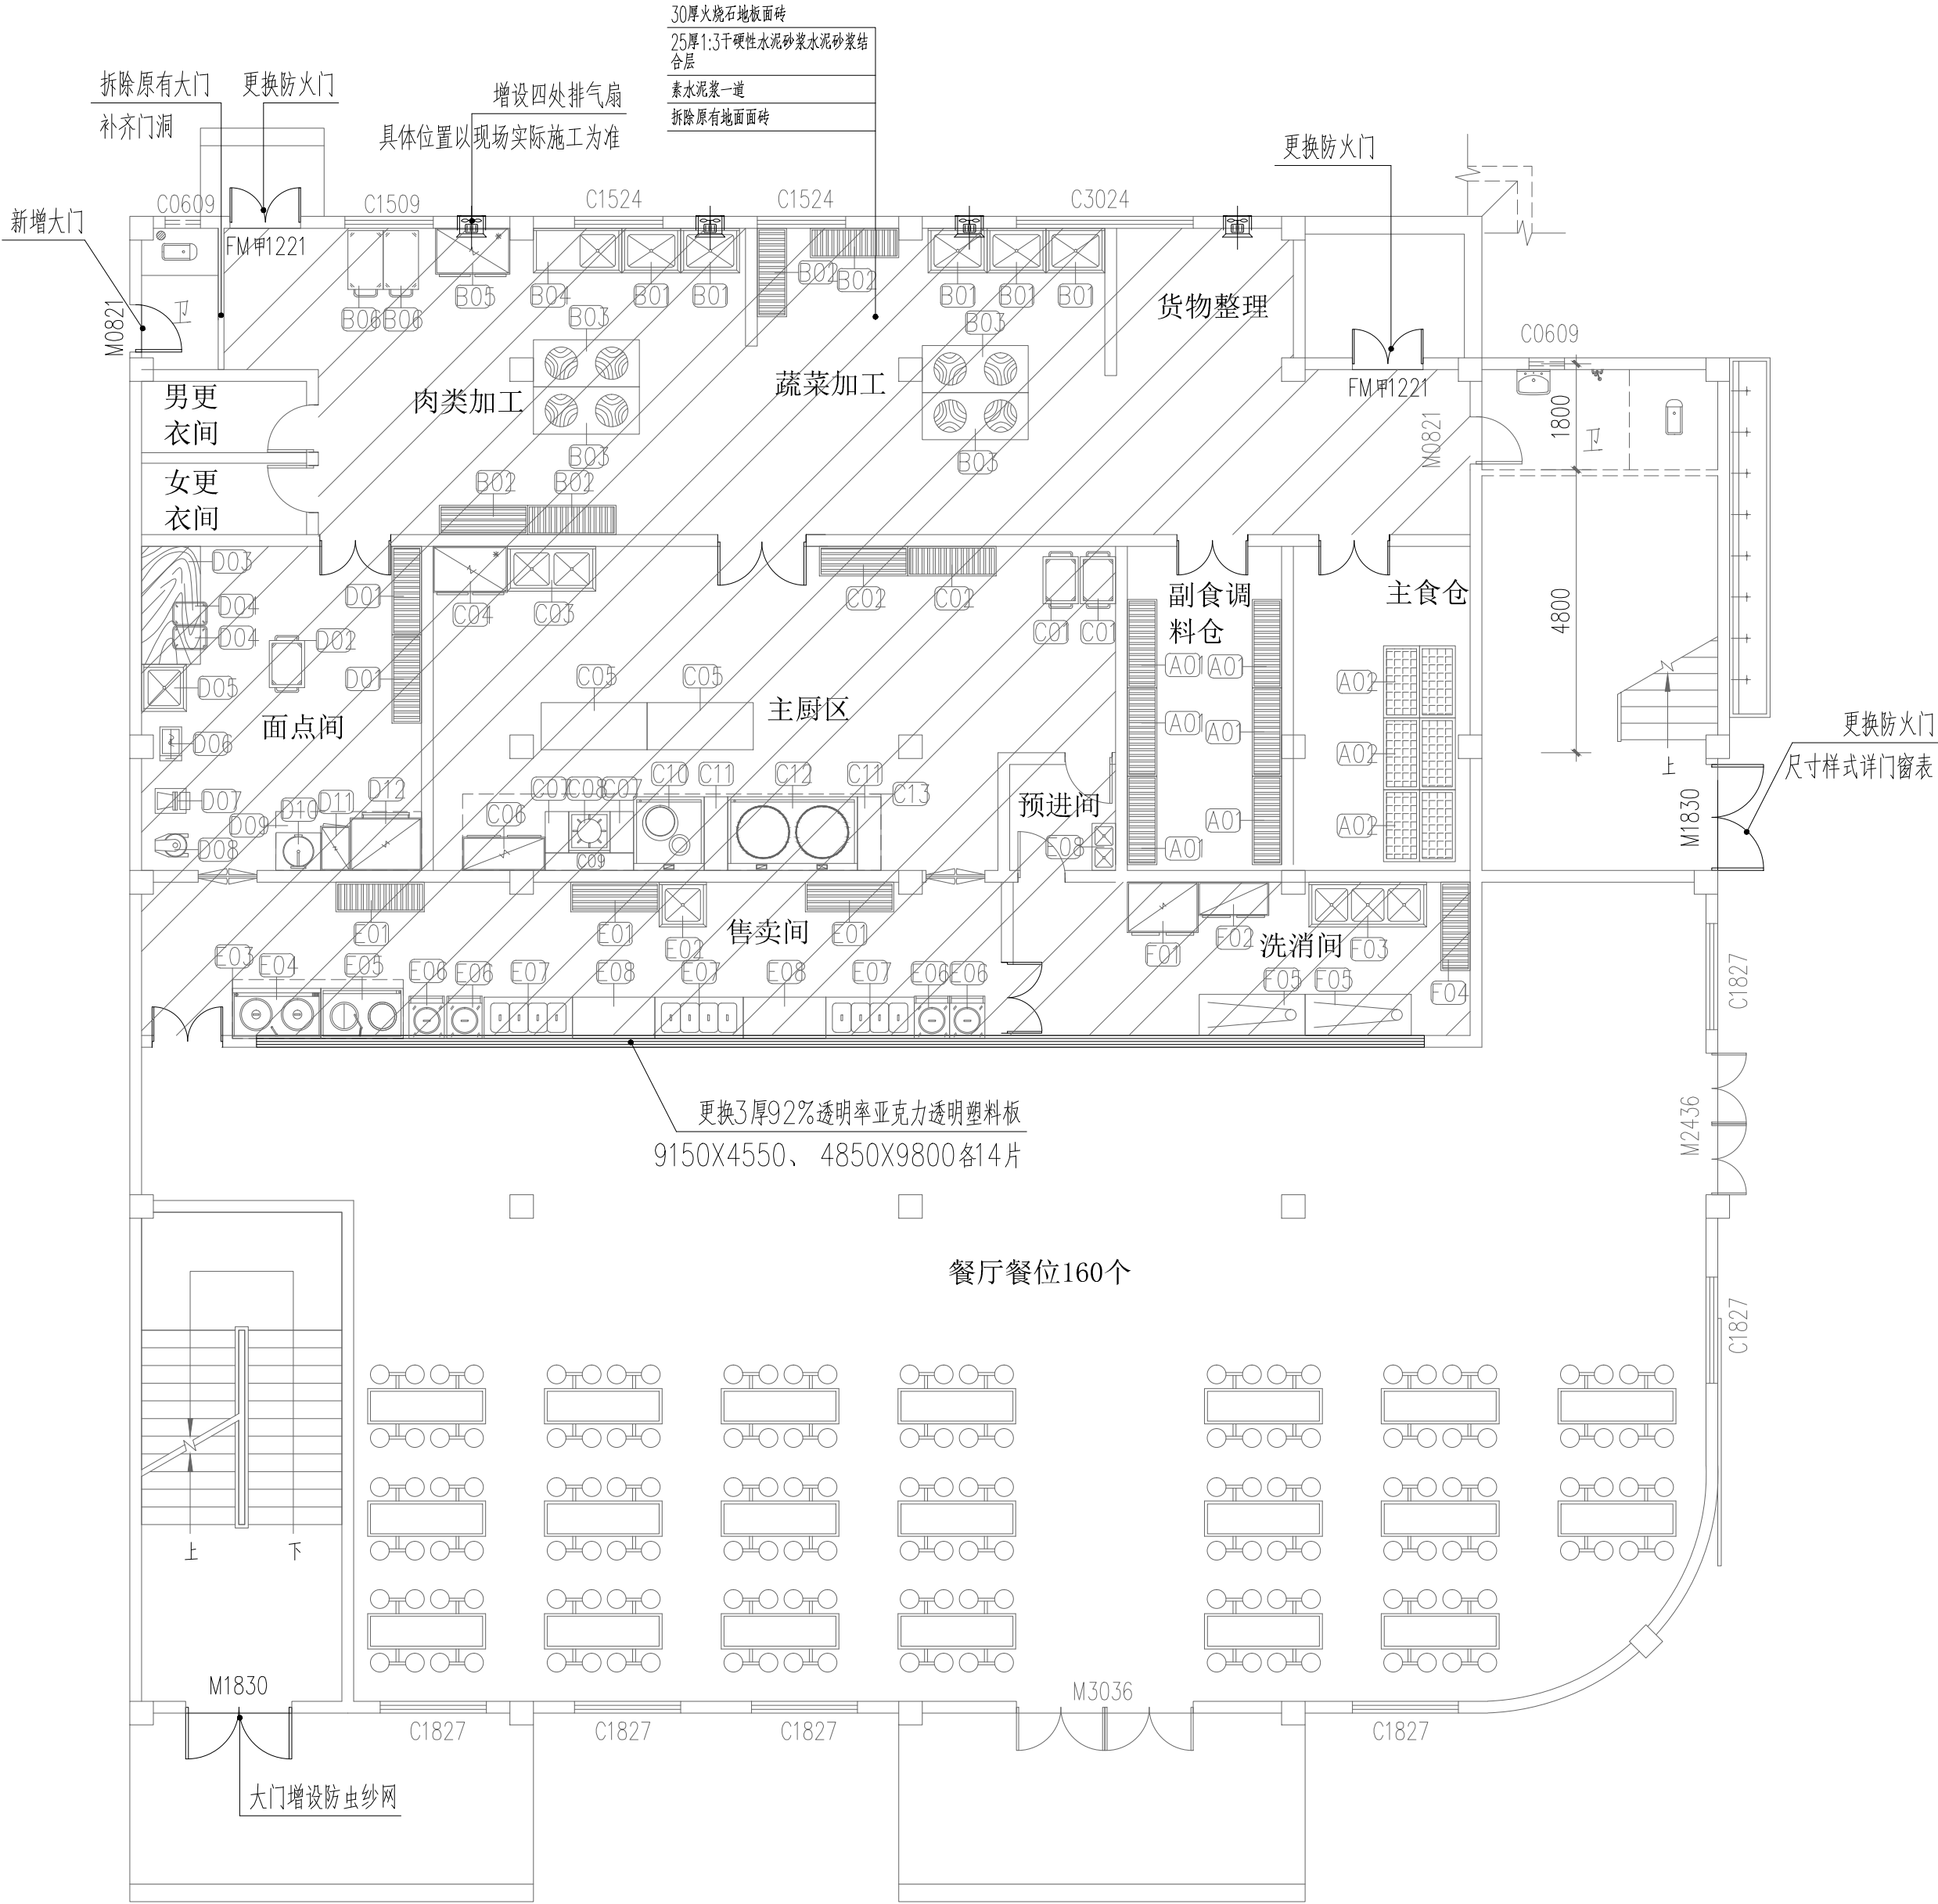 30厚火烧石地板面砖
25厚1:3干硬性水泥砂浆水泥砂浆结
合层
素水泥浆一道
拆除原有地面面砖
拆除原有大门
补齐门洞
更换防火门
增设四处排气扇
具体位置以现场实际施工为准
更换防火门
新增大门
C0609
C1509
C1524
C1524
C3024
FM甲1221
M0821
卫
B06
B06
B05
B04
B01
B01
B02
B02
B01
B01
B01
货物整理
B03
B03
C0609
FM甲1221
男更
衣间
肉类加工
蔬菜加工
M0821
1800
卫
B03
B03
女更
衣间
B02
B02
D03
D04
D04
D01
D02
D01
D05
面点间
D06
D07
D08
D09
D10
D11
D12
C04
C03
C02
C02
C01
C01
副食调
料仓
主食仓
4800
A01
A01
A01
A01
A01
A01
A02
A02
A02
C05
C05
主厨区
C06
C07
C08
C07
C09
C10
C11
C12
C11
C13
预进间
E08
上
更换防火门
尺寸样式详门窗表
M1830
E01
E01
E02
售卖间
E01
E03
E04
E05
E06
E06
E07
E08
E07
E08
E07
E06
E06
F01
F02
洗消间
F03
F05
F05
F04
C1827
更换3厚92%透明率亚克力透明塑料板
9150X4550、 4850X9800各14片
M2436
餐厅餐位160个
C1827
上
下
M1830
C1827
C1827
C1827
M3036
C1827
大门增设防虫纱网